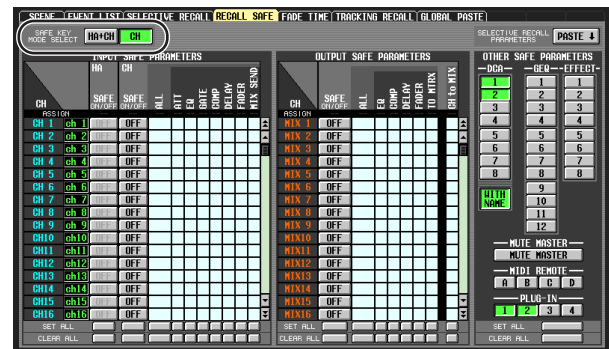 SCENE EVENT LIST SELECTIVE RECALL RECALL SAFE FADE TIME TRACKING RECALL GLOBAL PASTE
SAFE KEY MODE SELECT HA+CH CH SELECTIVE RECALL PARAMETERS PASTE
INPUT SAFE PARAMETERS
HA CH
CH SAFE ON/OFF SAFE ON/OFF ALL ATT EQ GATE COMP DELAY FADER MIX SEND
ASSIGN
CH 1 ch 1 OFF OFF
CH 2 ch 2 OFF OFF
CH 3 ch 3 OFF OFF
CH 4 ch 4 OFF OFF
CH 5 ch 5 OFF OFF
CH 6 ch 6 OFF OFF
CH 7 ch 7 OFF OFF
CH 8 ch 8 OFF OFF
CH 9 ch 9 OFF OFF
CH10 ch10 OFF OFF
CH11 ch11 OFF OFF
CH12 ch12 OFF OFF
CH13 ch13 OFF OFF
CH14 ch14 OFF OFF
CH15 ch15 OFF OFF
CH16 ch16 OFF OFF
SET ALL
CLEAR ALL
OUTPUT SAFE PARAMETERS
CH SAFE ON/OFF ALL EQ COMP DELAY FADER TO MTRX CH to MIX
ASSIGN
MIX 1 OFF
MIX 2 OFF
MIX 3 OFF
MIX 4 OFF
MIX 5 OFF
MIX 6 OFF
MIX 7 OFF
MIX 8 OFF
MIX 9 OFF
MIX10 OFF
MIX11 OFF
MIX12 OFF
MIX13 OFF
MIX14 OFF
MIX15 OFF
MIX16 OFF
SET ALL
CLEAR ALL
OTHER SAFE PARAMETERS
DCA GEQ EFFECT
1 1 1
2 2 2
3 3 3
4 4 4
5 5 5
6 6 6
7 7 7
8 8 8
WITH NAME
9
10
11
12
MUTE MASTER
MUTE MASTER
MIDI REMOTE
A B C D
PLUG-IN
1 2 3 4
SET ALL
CLEAR ALL